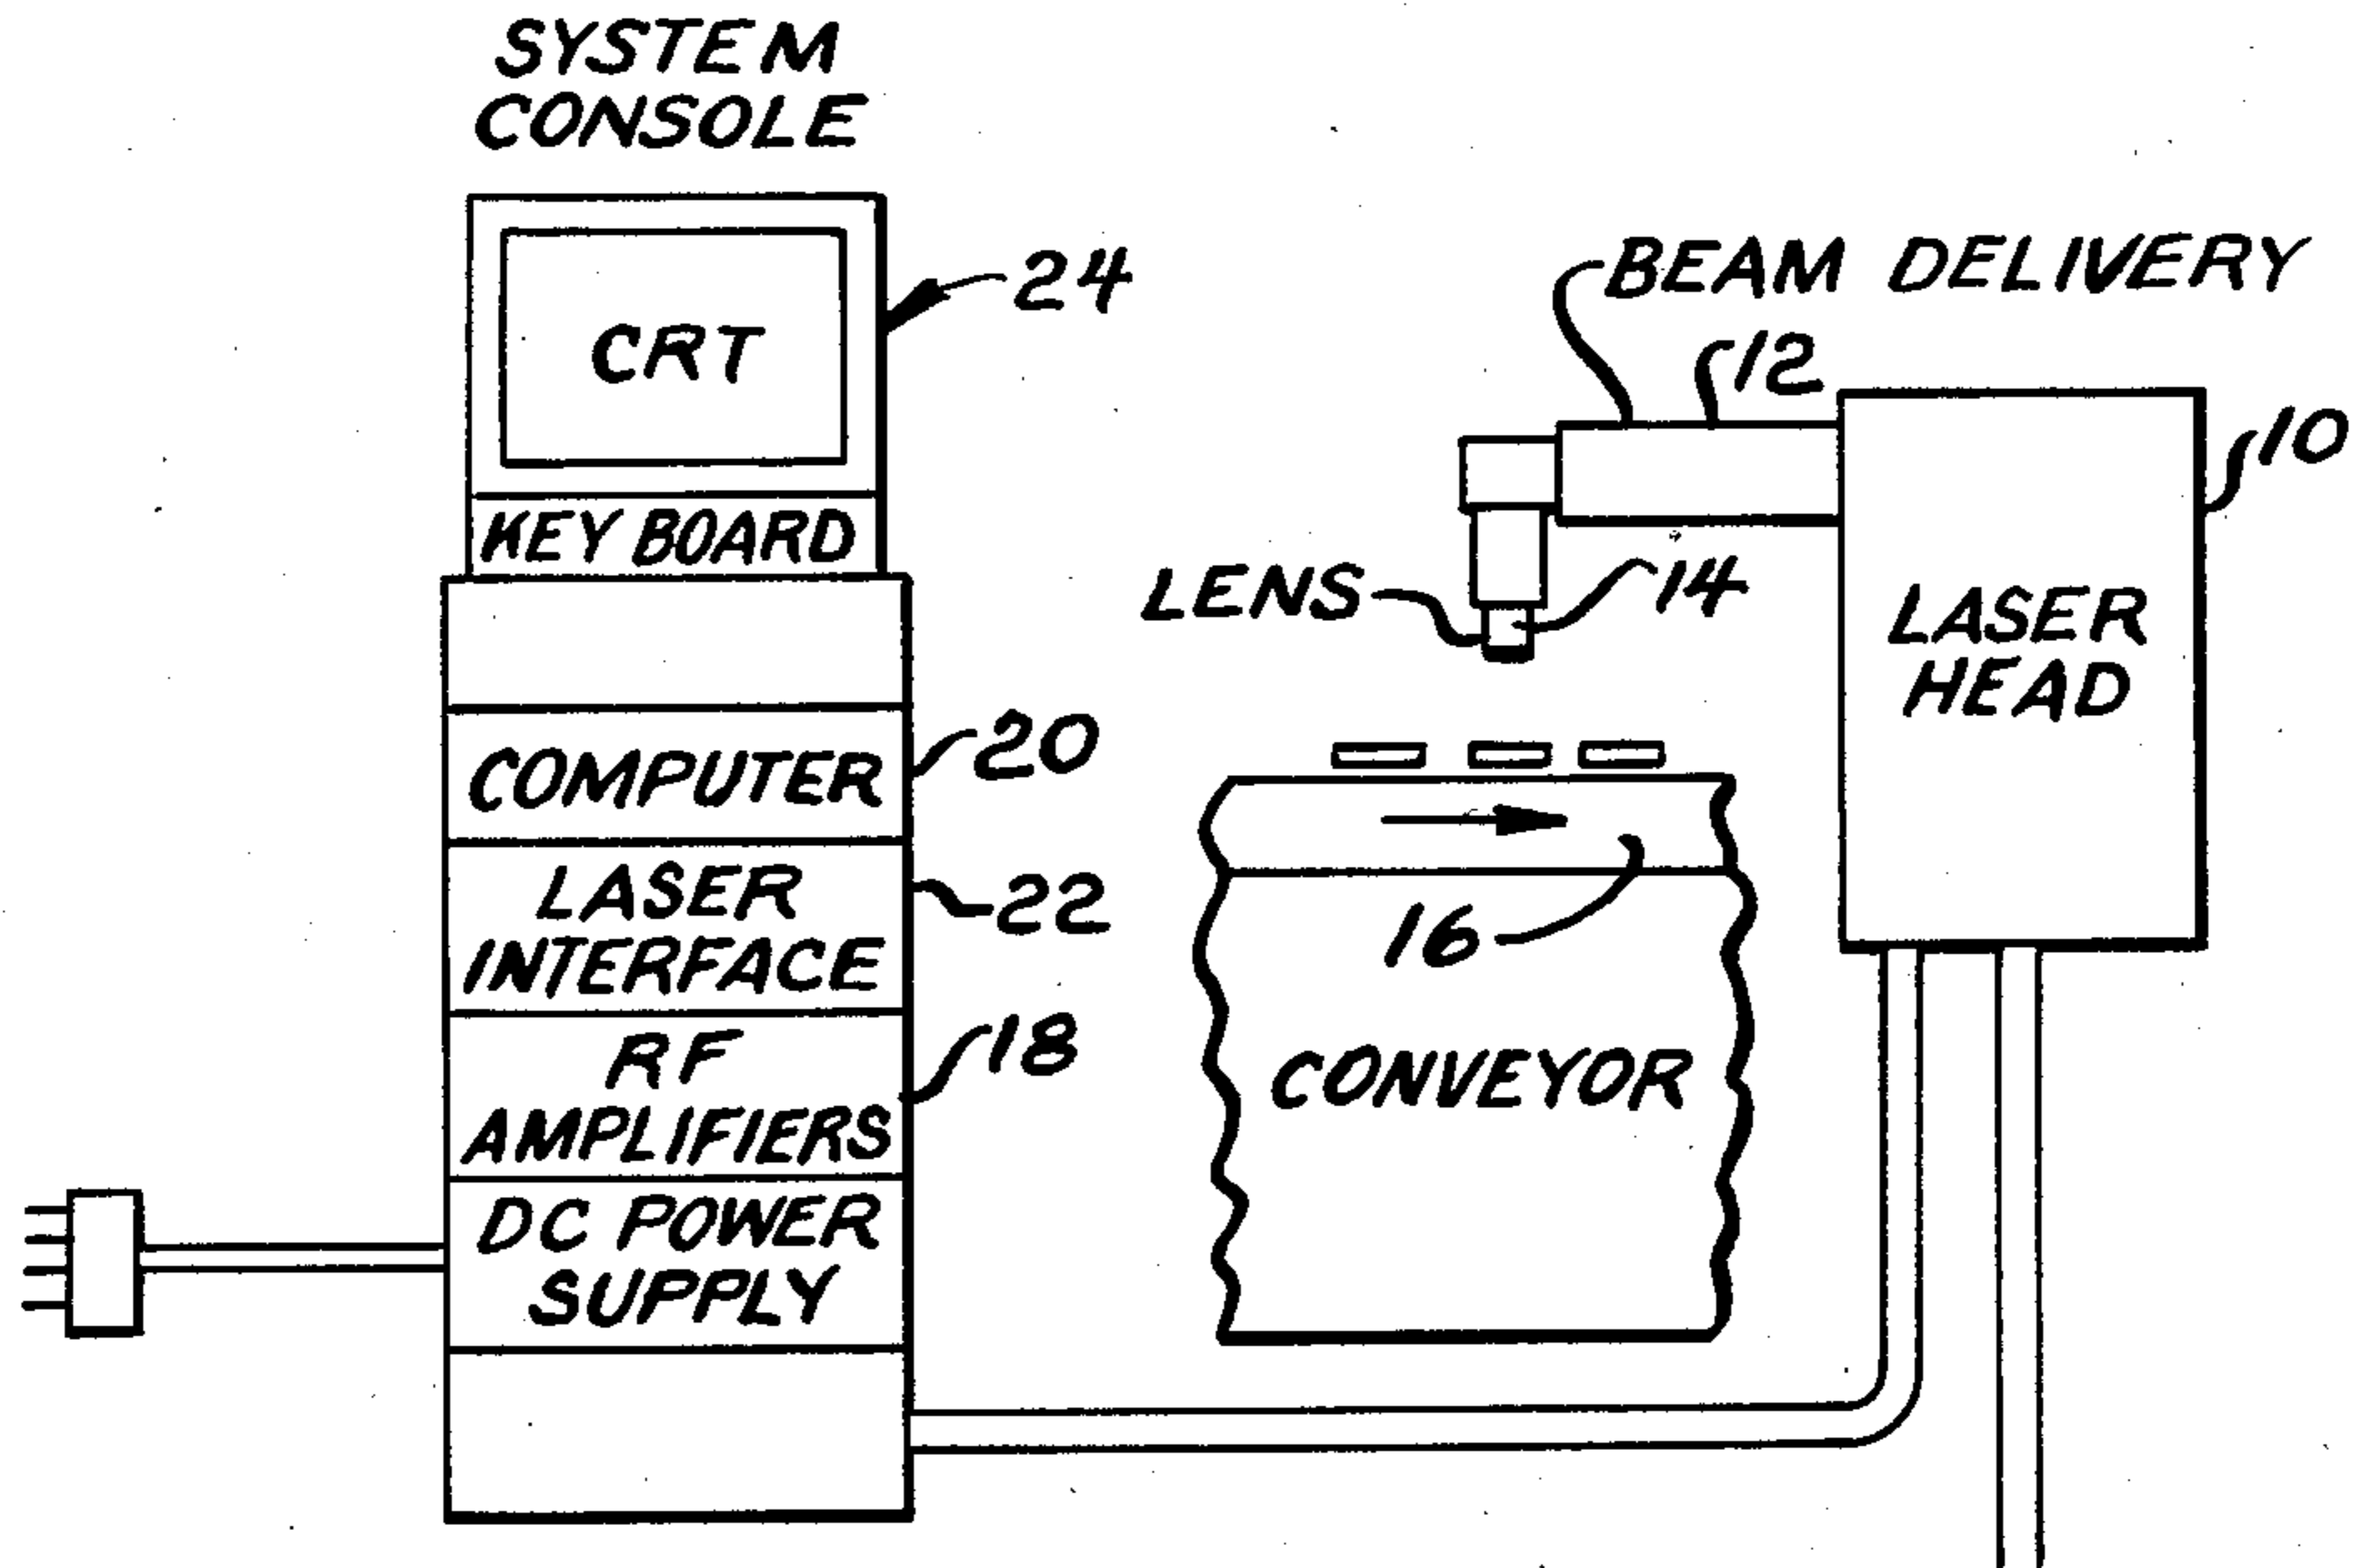 SYSTEM
CONSOLE
CRT
24
KEY BOARD
COMPUTER
20
LASER
INTERFACE
22
RF
AMPLIFIERS
18
DC POWER
SUPPLY
BEAM DELIVERY
12
10
LENS
14
LASER
HEAD
16
CONVEYOR